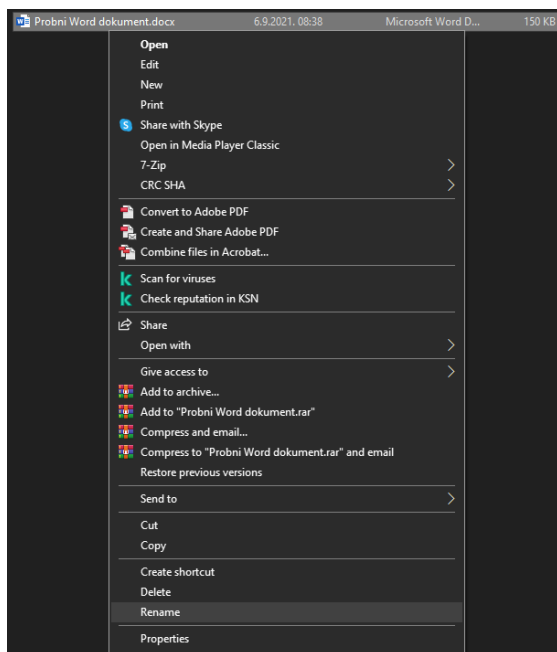 Probni Word dokument.docx 6.9.2021. 08:38 Microsoft Word D... 150 KB
Open
Edit
New
Print
Share with Skype
Open in Media Player Classic
7-Zip
CRC SHA
Convert to Adobe PDF
Create and Share Adobe PDF
Combine files in Acrobat...
Scan for viruses
Check reputation in KSN
Share
Open with
Give access to
Add to archive...
Add to "Probni Word dokument.rar"
Compress and email...
Compress to "Probni Word dokument.rar" and email
Restore previous versions
Send to
Cut
Copy
Create shortcut
Delete
Rename
Properties